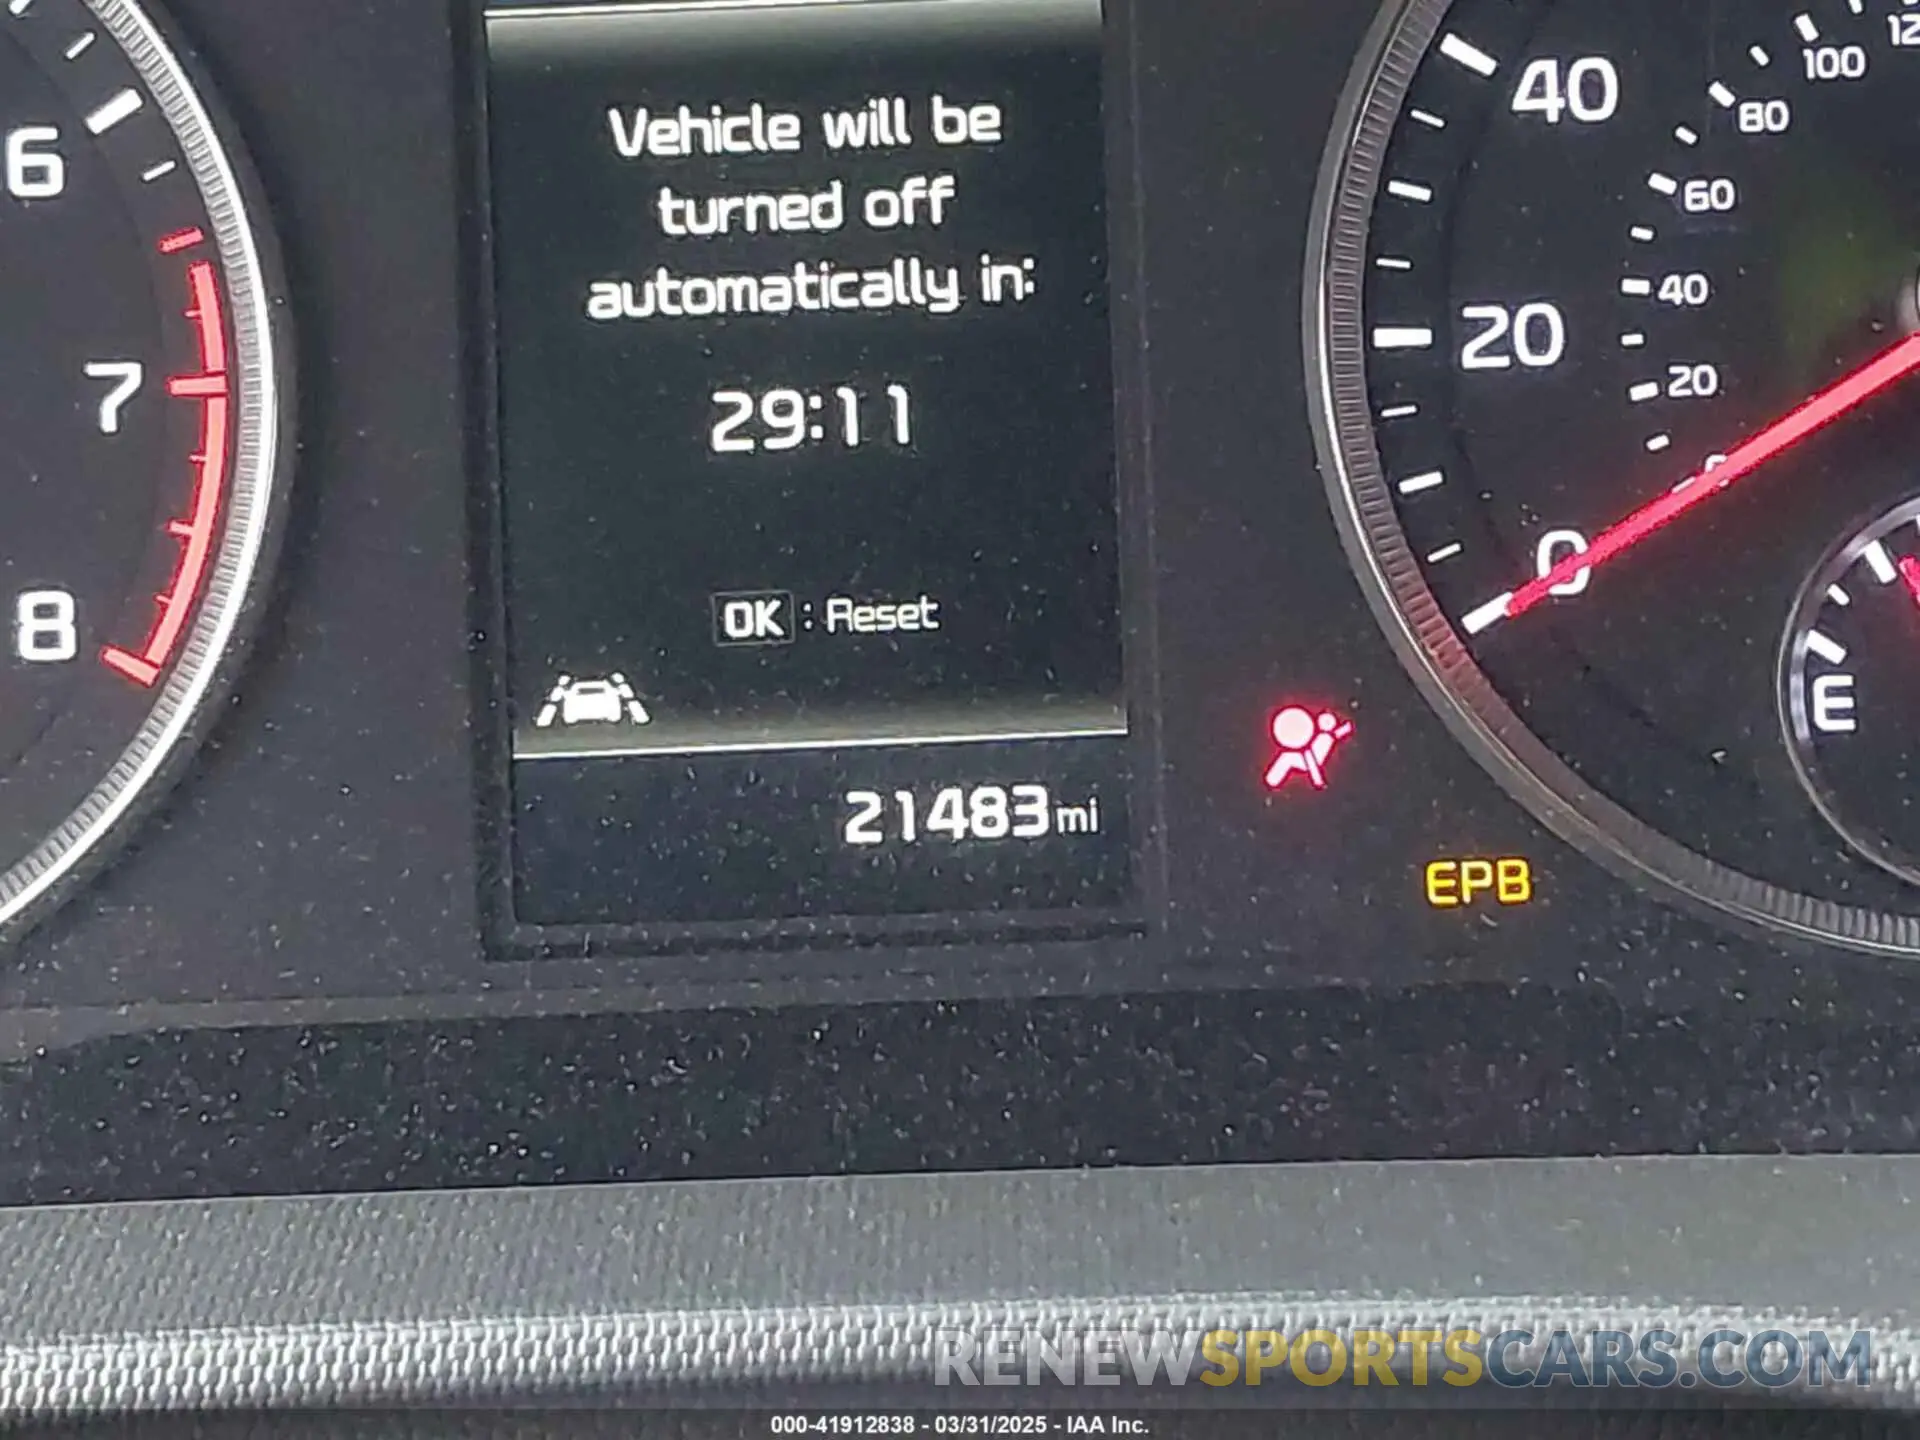 Vehicle will be
turned off
automatically in:
29:11
OK : Reset
21483 mi
EPB
6
7
8
40
20
0
100
80
60
40
20
E
RENEWSPORTSCARS.COM
000-41912838 - 03/31/2025 - IAA Inc.